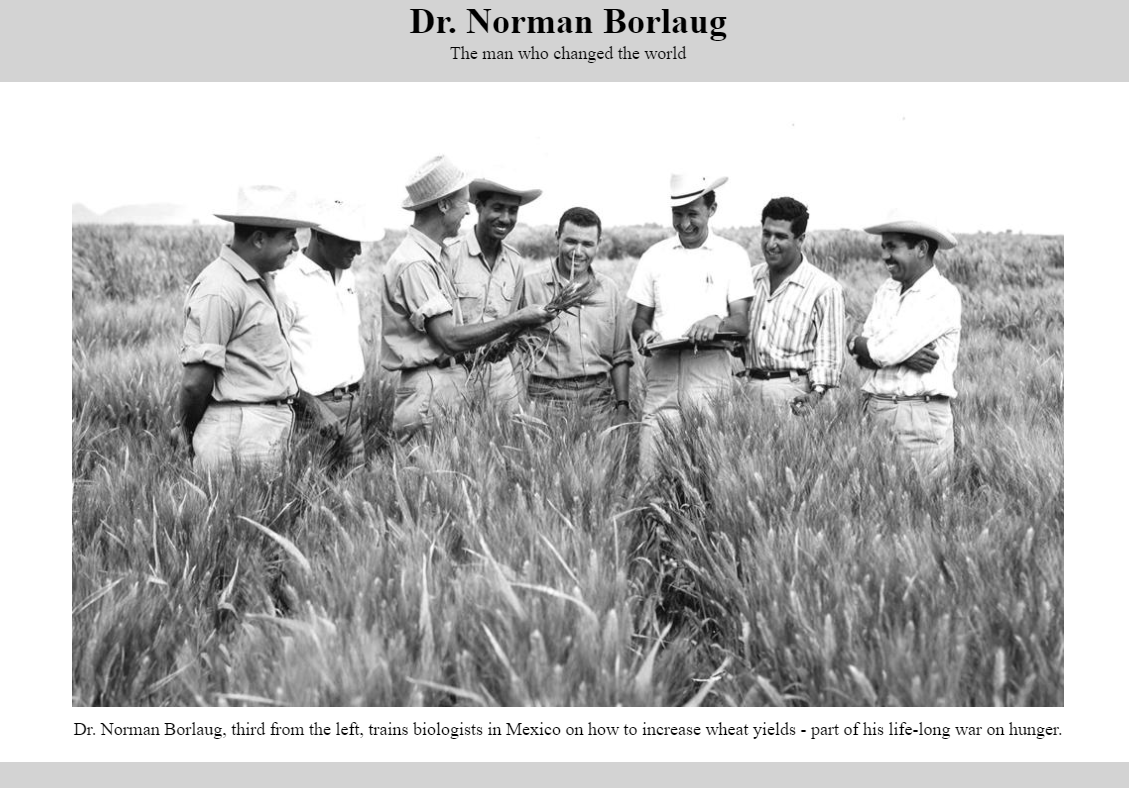 Dr. Norman Borlaug
The man who changed the world
Dr. Norman Borlaug, third from the left, trains biologists in Mexico on how to increase wheat yields - part of his life-long war on hunger.